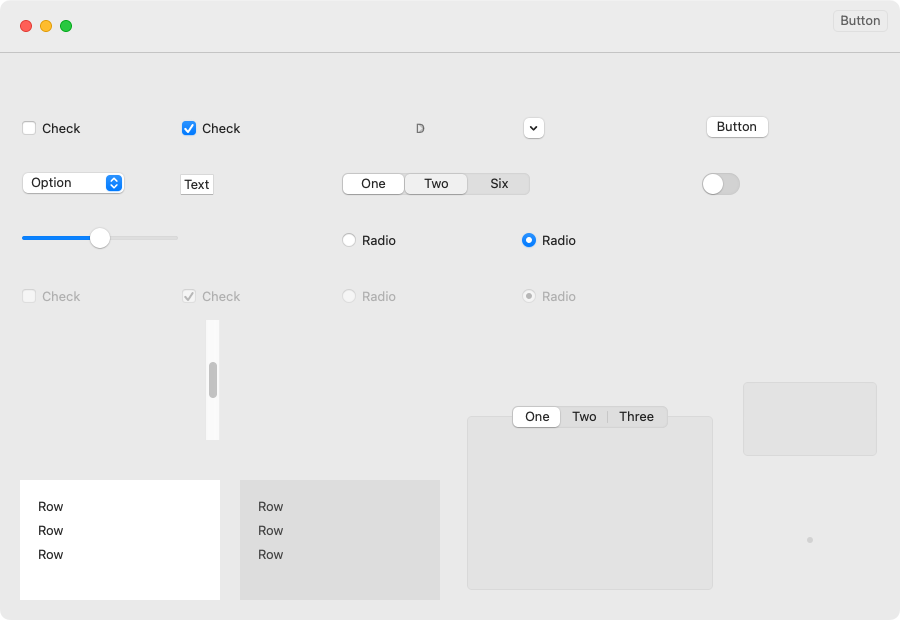 Button
Check
Check
D
Button
Option
Text
One
Two
Six
Radio
Radio
Check
Check
Radio
Radio
One
Two
Three
Row
Row
Row
Row
Row
Row